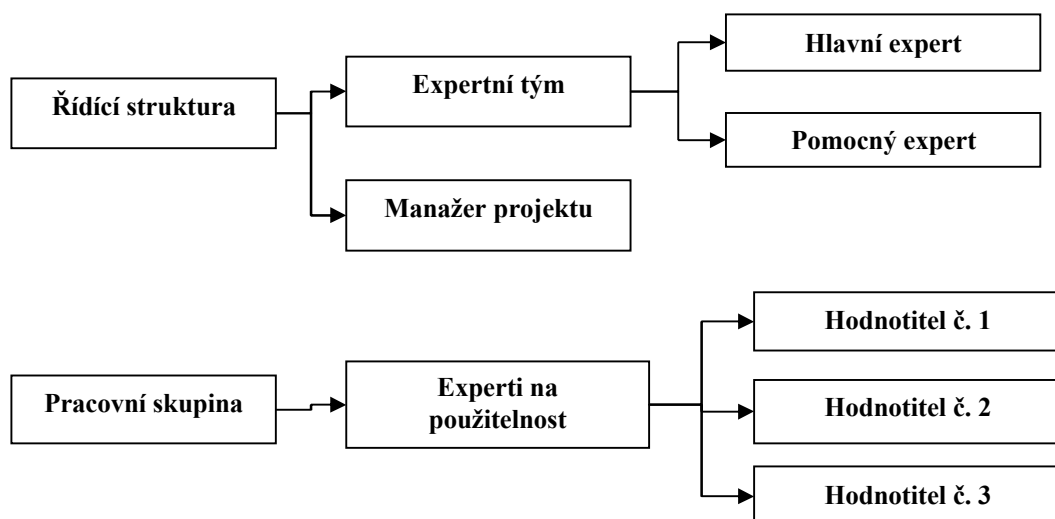 Řídící struktura
Expertní tým
Hlavní expert
Pomocný expert
Manažer projektu
Pracovní skupina
Experti na
použitelnost
Hodnotitel č. 1
Hodnotitel č. 2
Hodnotitel č. 3